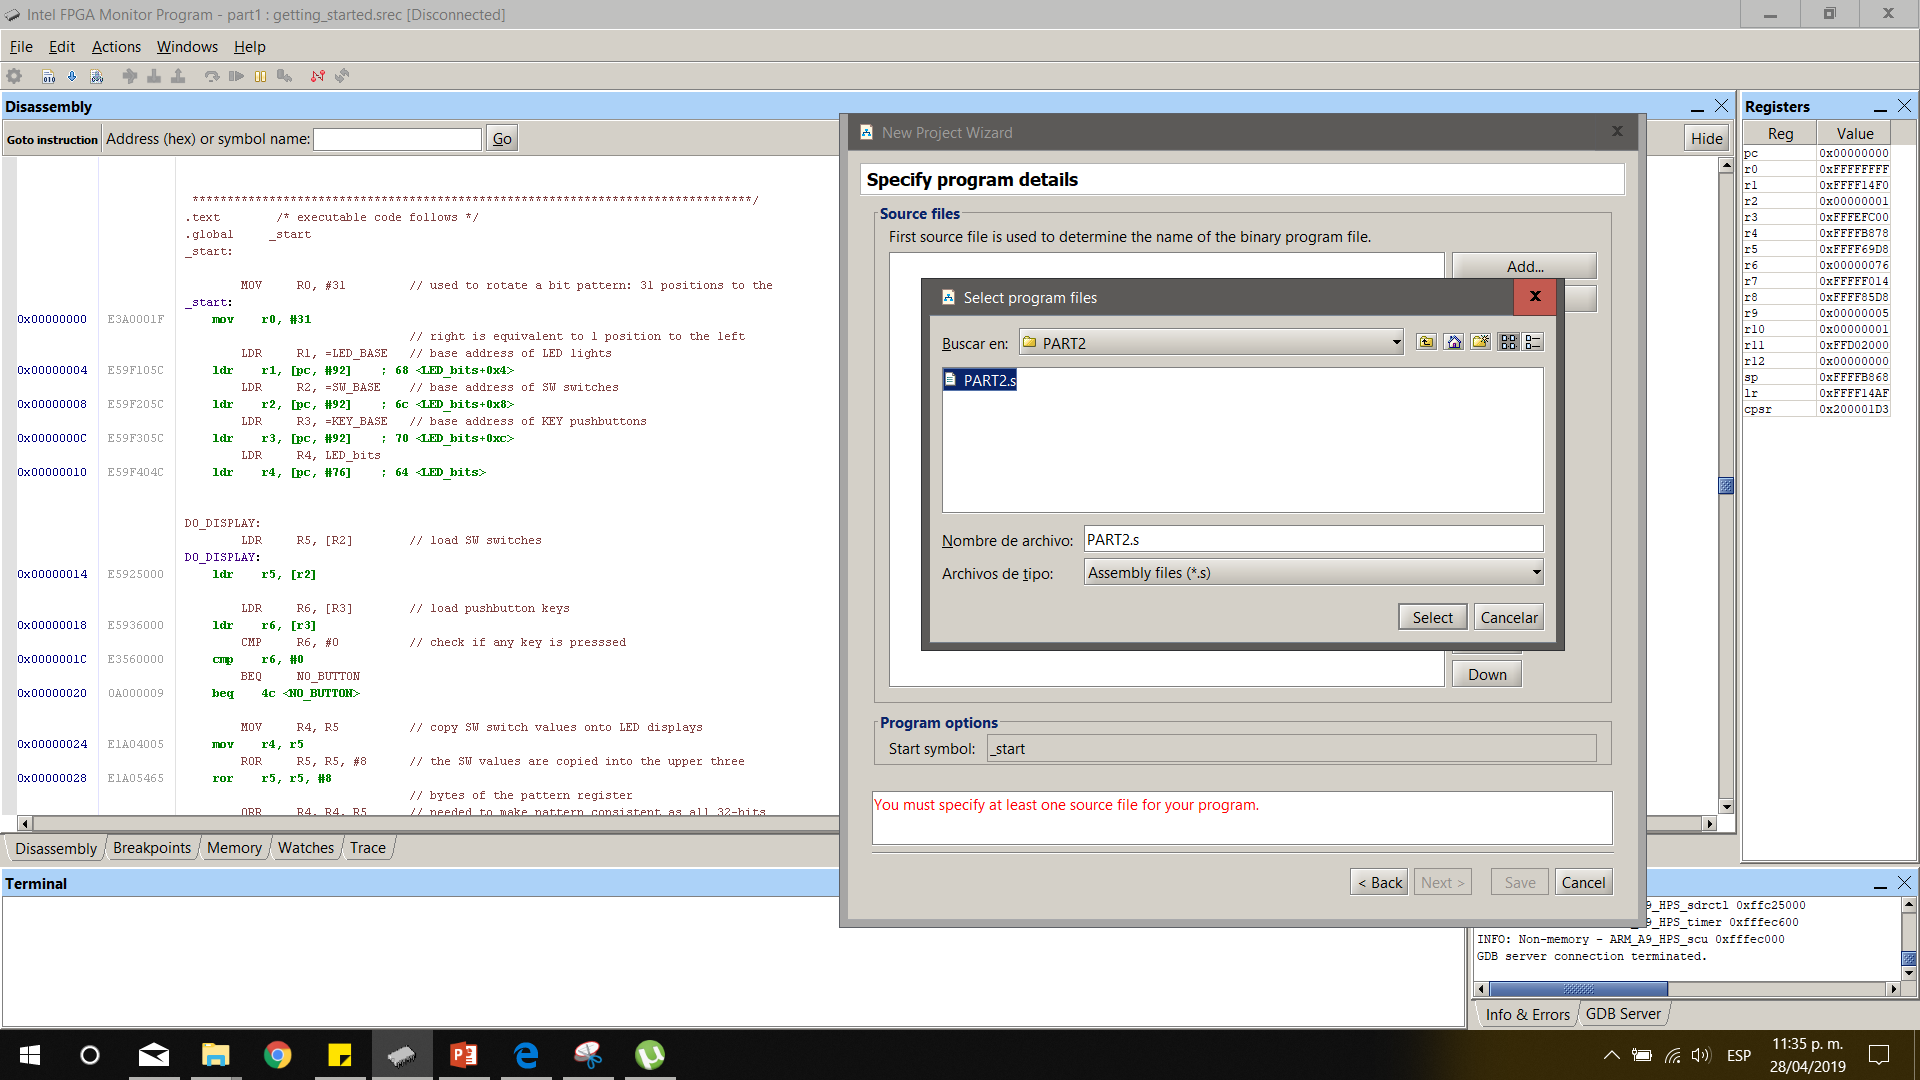 Intel FPGA Monitor Program - part1 : getting_started.srec [Disconnected]
File Edit Actions Windows Help
Disassembly
Goto instruction Address (hex) or symbol name: Go Hide
******************************************************************************/
.text /* executable code follows */
.global _start
_start:
MOV R0, #31 // used to rotate a bit pattern: 31 positions to the
_start:
0x00000000 E3A0001F mov r0, #31
// right is equivalent to 1 position to the left
LDR R1, =LED_BASE // base address of LED lights
0x00000004 E59F105C ldr r1, [pc, #92] ; 68 <LED_bits+0x4>
LDR R2, =SW_BASE // base address of SW switches
0x00000008 E59F205C ldr r2, [pc, #92] ; 6c <LED_bits+0x8>
LDR R3, =KEY_BASE // base address of KEY pushbuttons
0x0000000C E59F305C ldr r3, [pc, #92] ; 70 <LED_bits+0xc>
LDR R4, LED_bits
0x00000010 E59F404C ldr r4, [pc, #76] ; 64 <LED_bits>
DO_DISPLAY:
LDR R5, [R2] // load SW switches
DO_DISPLAY:
0x00000014 E5925000 ldr r5, [r2]
LDR R6, [R3] // load pushbutton keys
0x00000018 E5936000 ldr r6, [r3]
CMP R6, #0 // check if any key is presssed
0x0000001C E3560000 cmp r6, #0
BEQ NO_BUTTON
0x00000020 0A000009 beq 4c <NO_BUTTON>
MOV R4, R5 // copy SW switch values onto LED displays
0x00000024 E1A04005 mov r4, r5
ROR R5, R5, #8 // the SW values are copied into the upper three
0x00000028 E1A05465 ror r5, r5, #8
// bytes of the pattern register
ORR R4, R4, R5 // needed to make pattern consistent as all 32-bits
Disassembly Breakpoints Memory Watches Trace
Terminal
New Project Wizard
Specify program details
Source files
First source file is used to determine the name of the binary program file.
Add...
Select program files
Buscar en: PART2
PART2.s
Nombre de archivo: PART2.s
Archivos de tipo: Assembly files (*.s)
Select Cancelar
Down
Program options
Start symbol: _start
You must specify at least one source file for your program.
< Back Next > Save Cancel
Registers
Reg Value
pc 0x00000000
r0 0xFFFFFFFF
r1 0xFFFF14F0
r2 0x00000001
r3 0xFFFEFC00
r4 0xFFFFB878
r5 0xFFFF69D8
r6 0x00000076
r7 0xFFFFF014
r8 0xFFFF85D8
r9 0x00000005
r10 0x00000001
r11 0xFFD02000
r12 0x00000000
sp 0xFFFFB868
lr 0xFFFF14AF
cpsr 0x200001D3
9_HPS_sdrctl 0xffc25000
9_HPS_timer 0xfffec600
INFO: Non-memory - ARM_A9_HPS_scu 0xfffec000
GDB server connection terminated.
Info & Errors GDB Server
ESP
11:35 p. m.
28/04/2019